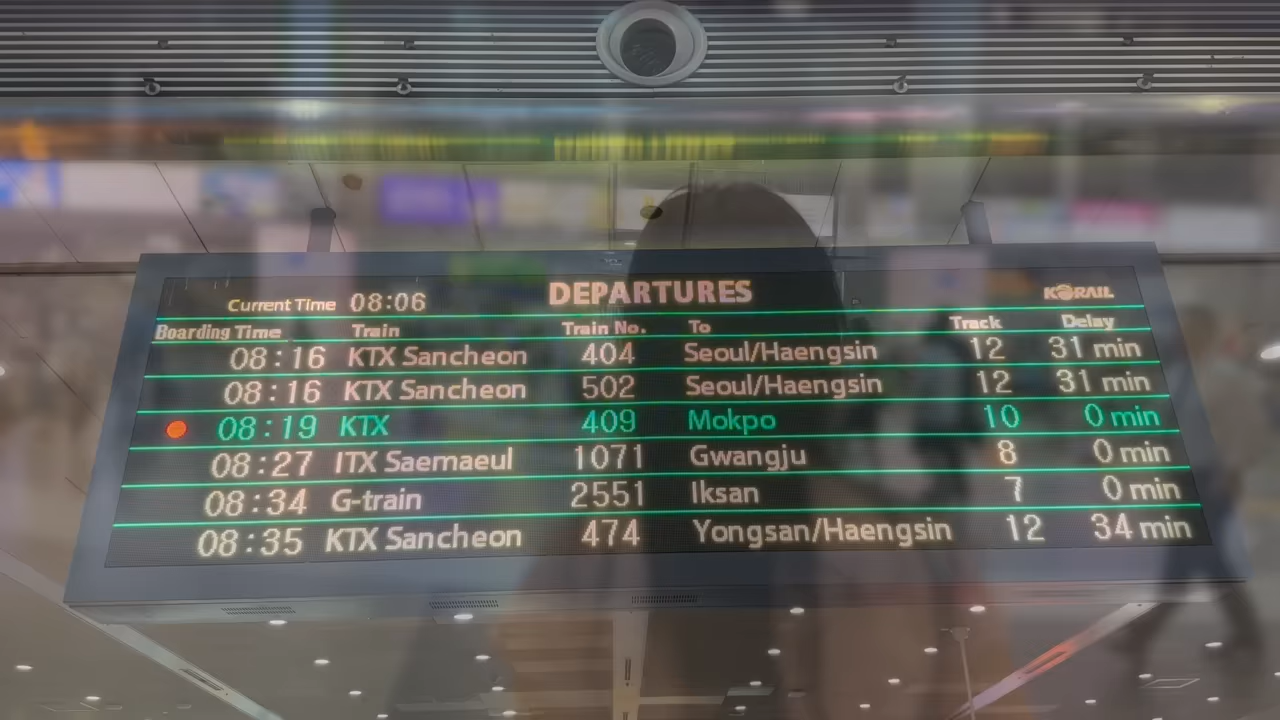 Current Time 08:06 DEPARTURES KORAIL
Boarding Time Train Train No. To Track Delay
08:16 KTX Sancheon 404 Seoul/Haengsin 12 31 min
08:16 KTX Sancheon 502 Seoul/Haengsin 12 31 min
08:19 KTX 409 Mokpo 10 0 min
08:27 ITX Saemaeul 1071 Gwangju 8 0 min
08:34 G-train 2551 Iksan 7 0 min
08:35 KTX Sancheon 474 Yongsan/Haengsin 12 34 min